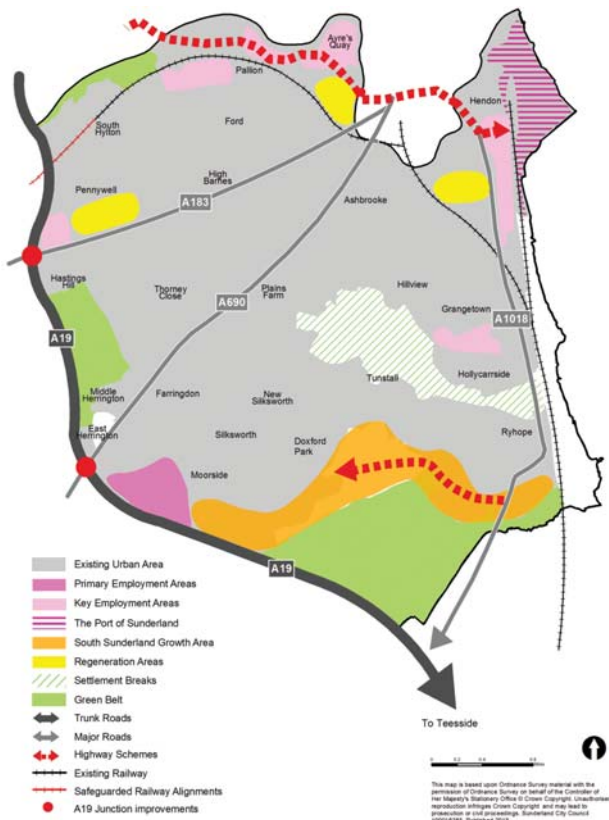 Ayre's
Quay
Pallion
Hendon
South
Hylton
Ford
Pennywell
High
Barnes
A183
Ashbrooke
Hastings
Hill
Thorney
Close
A690
Plains
Farm
Hillview
Grangetown
A1018
A19
Hollycarrside
Tunstall
Middle
Herrington
Farringdon
New
Silksworth
East
Herrington
Silksworth
Doxford
Park
Ryhope
Moorside
A19
Existing Urban Area
Primary Employment Areas
Key Employment Areas
The Port of Sunderland
South Sunderland Growth Area
Regeneration Areas
Settlement Breaks
Green Belt
Trunk Roads
Major Roads
Highway Schemes
Existing Railway
Safeguarded Railway Alignments
A19 Junction improvements
To Teesside
This map is based upon Ordnance Survey material with the
permission of Ordnance Survey on behalf of the Controller of
Her Majesty's Stationary Office © Crown Copyright. Unauthorised
reproduction infringes Crown Copyright and may lead to
prosecution or civil proceedings. Sunderland City Council